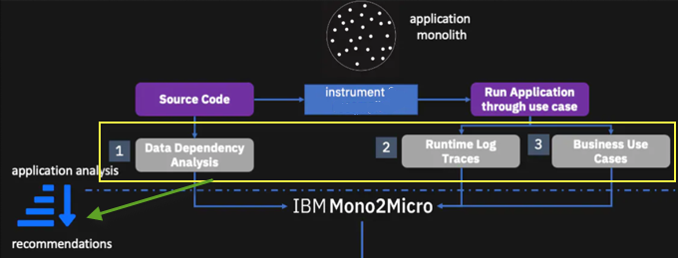 application
monolith
Source Code
instrument
Run Application
through use case
1
Data Dependency
Analysis
2
Runtime Log
Traces
3
Business Use
Cases
application analysis
IBM Mono2Micro
recommendations